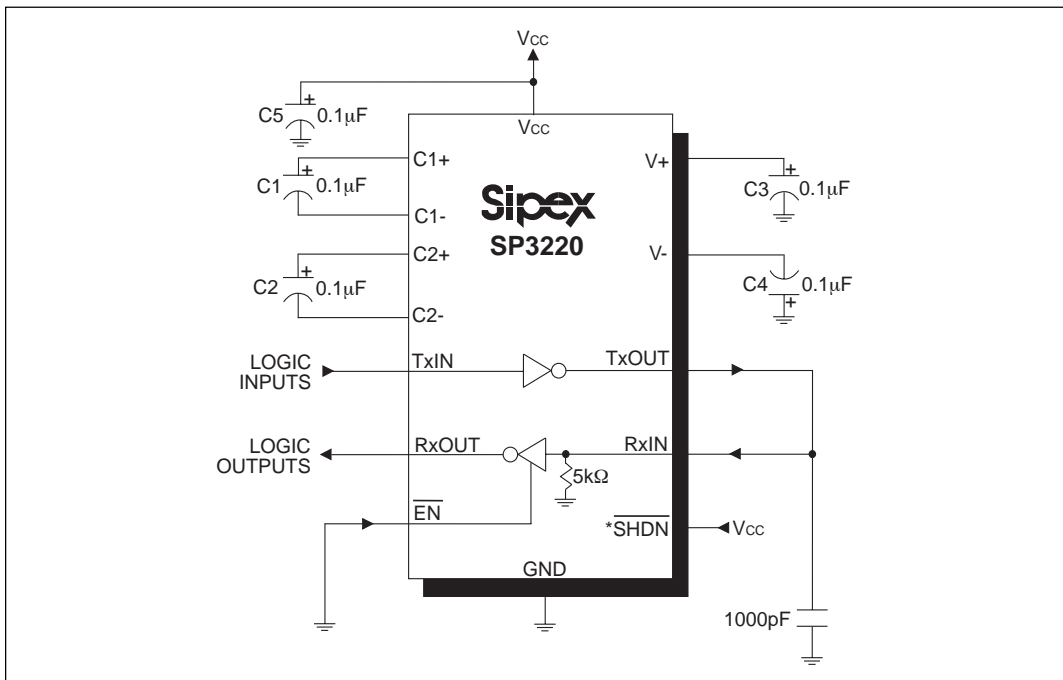 VCC
C5 + 0.1μF
VCC
C1+ V+
C1 + 0.1μF
C3 + 0.1μF
C1-
Sipex
SP3220
C2+ V-
C2 + 0.1μF
C4 + 0.1μF
C2-
LOGIC INPUTS TxIN TxOUT
LOGIC OUTPUTS RxOUT RxIN
5kΩ
EN
*SHDN VCC
GND
1000pF